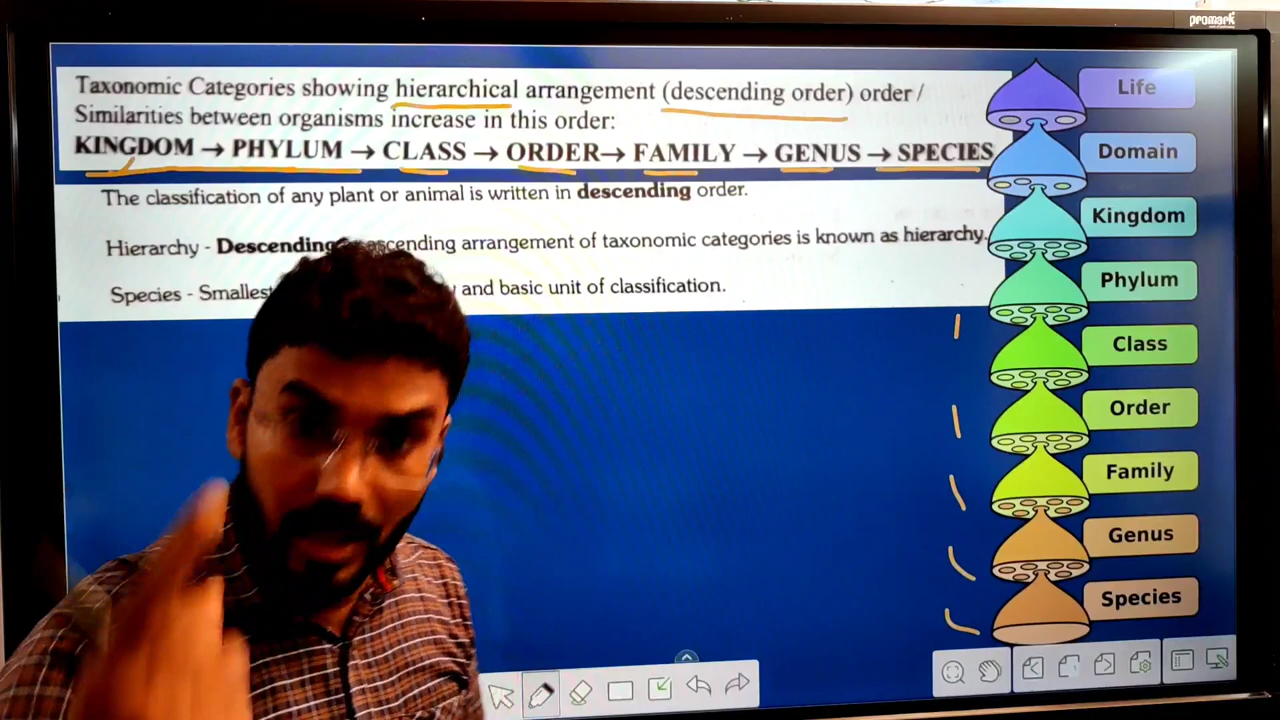 promark
Taxonomic Categories showing hierarchical arrangement (descending order) order /
Similarities between organisms increase in this order:
KINGDOM → PHYLUM → CLASS → ORDER → FAMILY → GENUS → SPECIES
The classification of any plant or animal is written in descending order.
Hierarchy - Descending arrangement of taxonomic categories is known as hierarchy.
Species - Smallest and basic unit of classification.
Life
Domain
Kingdom
Phylum
Class
Order
Family
Genus
Species